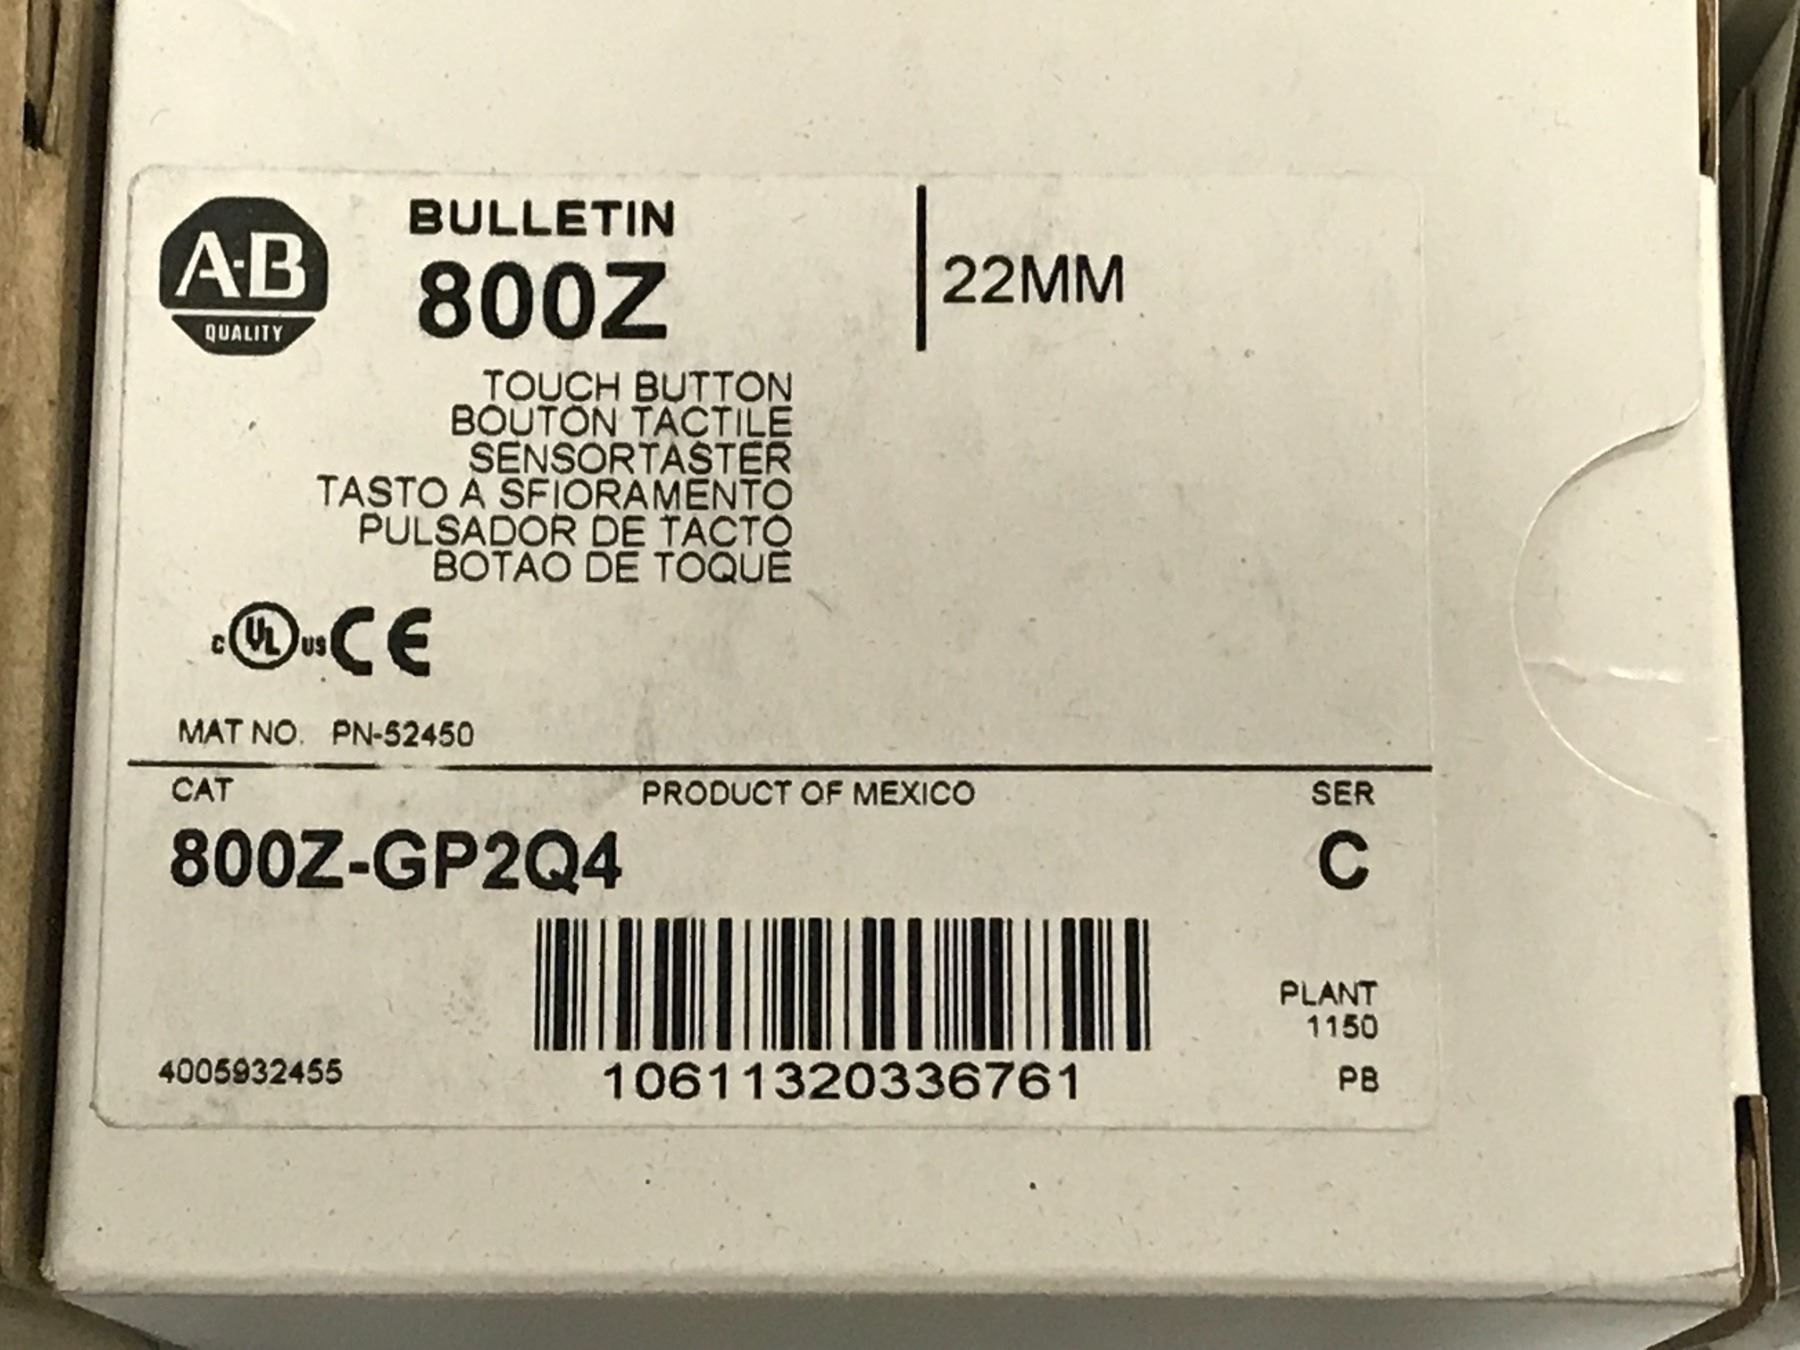 A-B
QUALITY
BULLETIN
800Z
22MM
TOUCH BUTTON
BOUTON TACTILE
SENSORTASTER
TASTO A SFIORAMENTO
PULSADOR DE TACTO
BOTAO DE TOQUE
C UL US CE
MAT NO. PN-52450
CAT PRODUCT OF MEXICO SER
800Z-GP2Q4 C
PLANT
1150
4005932455 10611320336761 PB